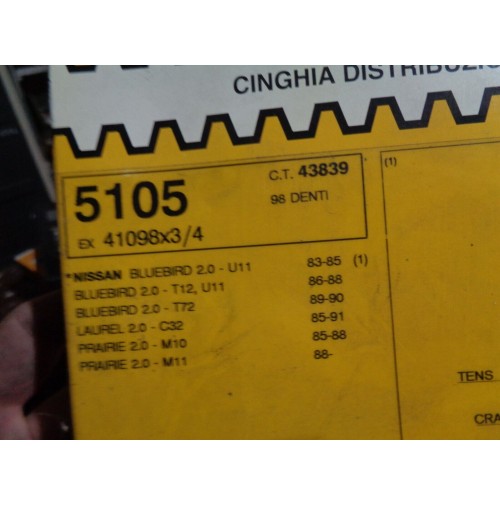 CINGHIA DISTRIBUZIO
5105 C.T. 43839 * (1)
EX 41098x3/4 98 DENTI
*NISSAN BLUEBIRD 2.0 - U11 83-85 (1)
BLUEBIRD 2.0 - T12, U11 86-88
BLUEBIRD 2.0 - T72 89-90
LAUREL 2.0 - C32 85-91
PRAIRIE 2.0 - M10 85-88
PRAIRIE 2.0 - M11 88-
TENS
CRA